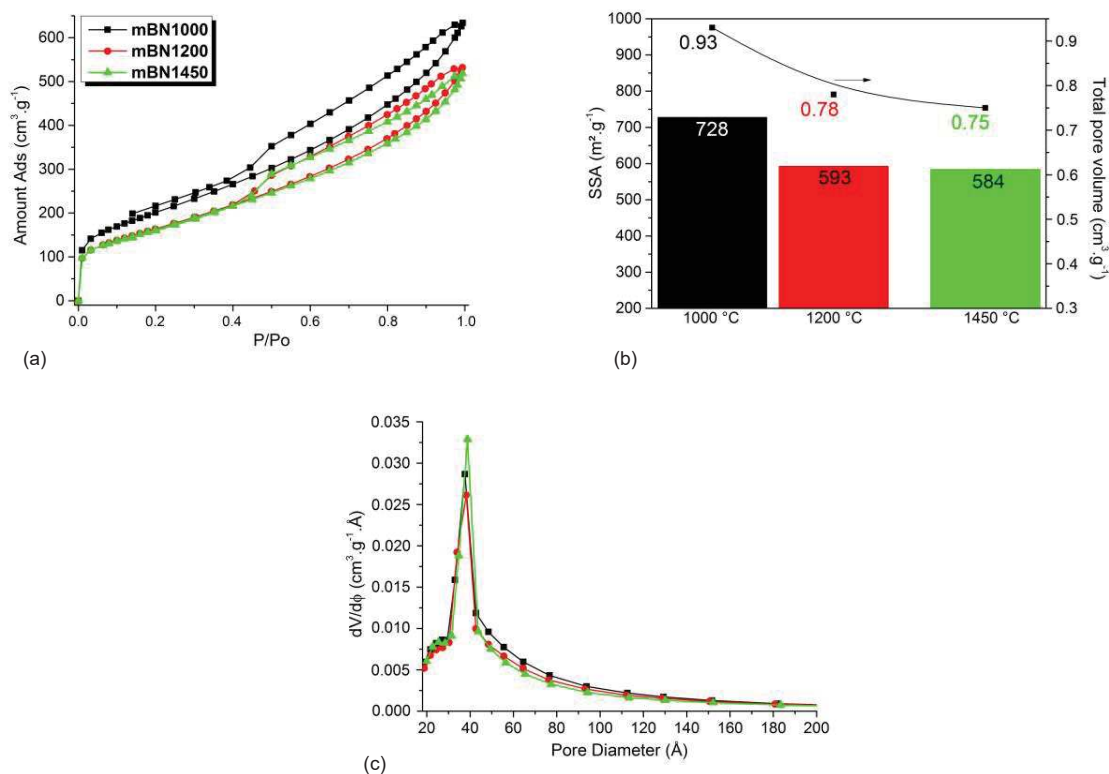 mBN1000
mBN1200
mBN1450
600
500
400
300
200
100
0
Amount Ads (cm³.g⁻¹)
0.0 0.2 0.4 0.6 0.8 1.0
P/Po
(a)
1000
900
800
700
600
500
400
300
200
SSA (m².g⁻¹)
0.93
0.78
0.75
728
593
584
1000 °C 1200 °C 1450 °C
0.9
0.8
0.7
0.6
0.5
0.4
0.3
Total pore volume (cm³.g⁻¹)
(b)
0.035
0.030
0.025
0.020
0.015
0.010
0.005
0.000
dV/dϕ (cm³.g⁻¹.Å)
20 40 60 80 100 120 140 160 180 200
Pore Diameter (Å)
(c)